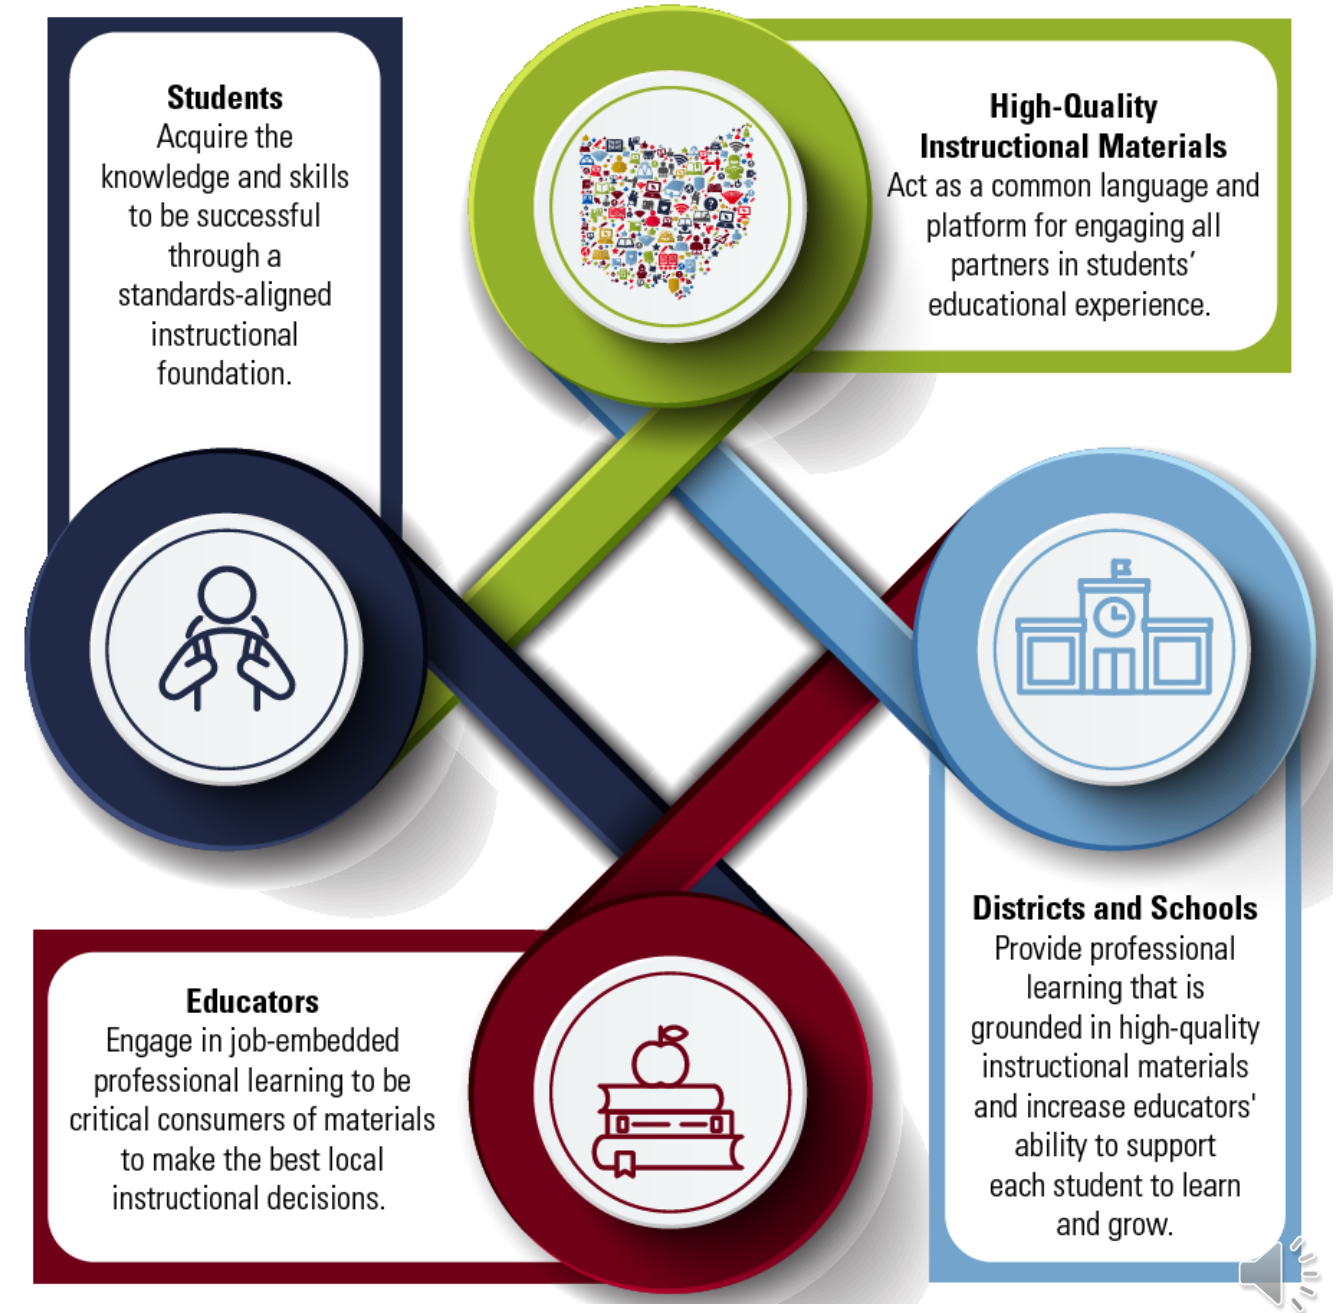 Students
Acquire the
knowledge and skills
to be successful
through a
standards-aligned
instructional
foundation.
High-Quality
Instructional Materials
Act as a common language and
platform for engaging all
partners in students’
educational experience.
Educators
Engage in job-embedded
professional learning to be
critical consumers of materials
to make the best local
instructional decisions.
Districts and Schools
Provide professional
learning that is
grounded in high-quality
instructional materials
and increase educators'
ability to support
each student to learn
and grow.